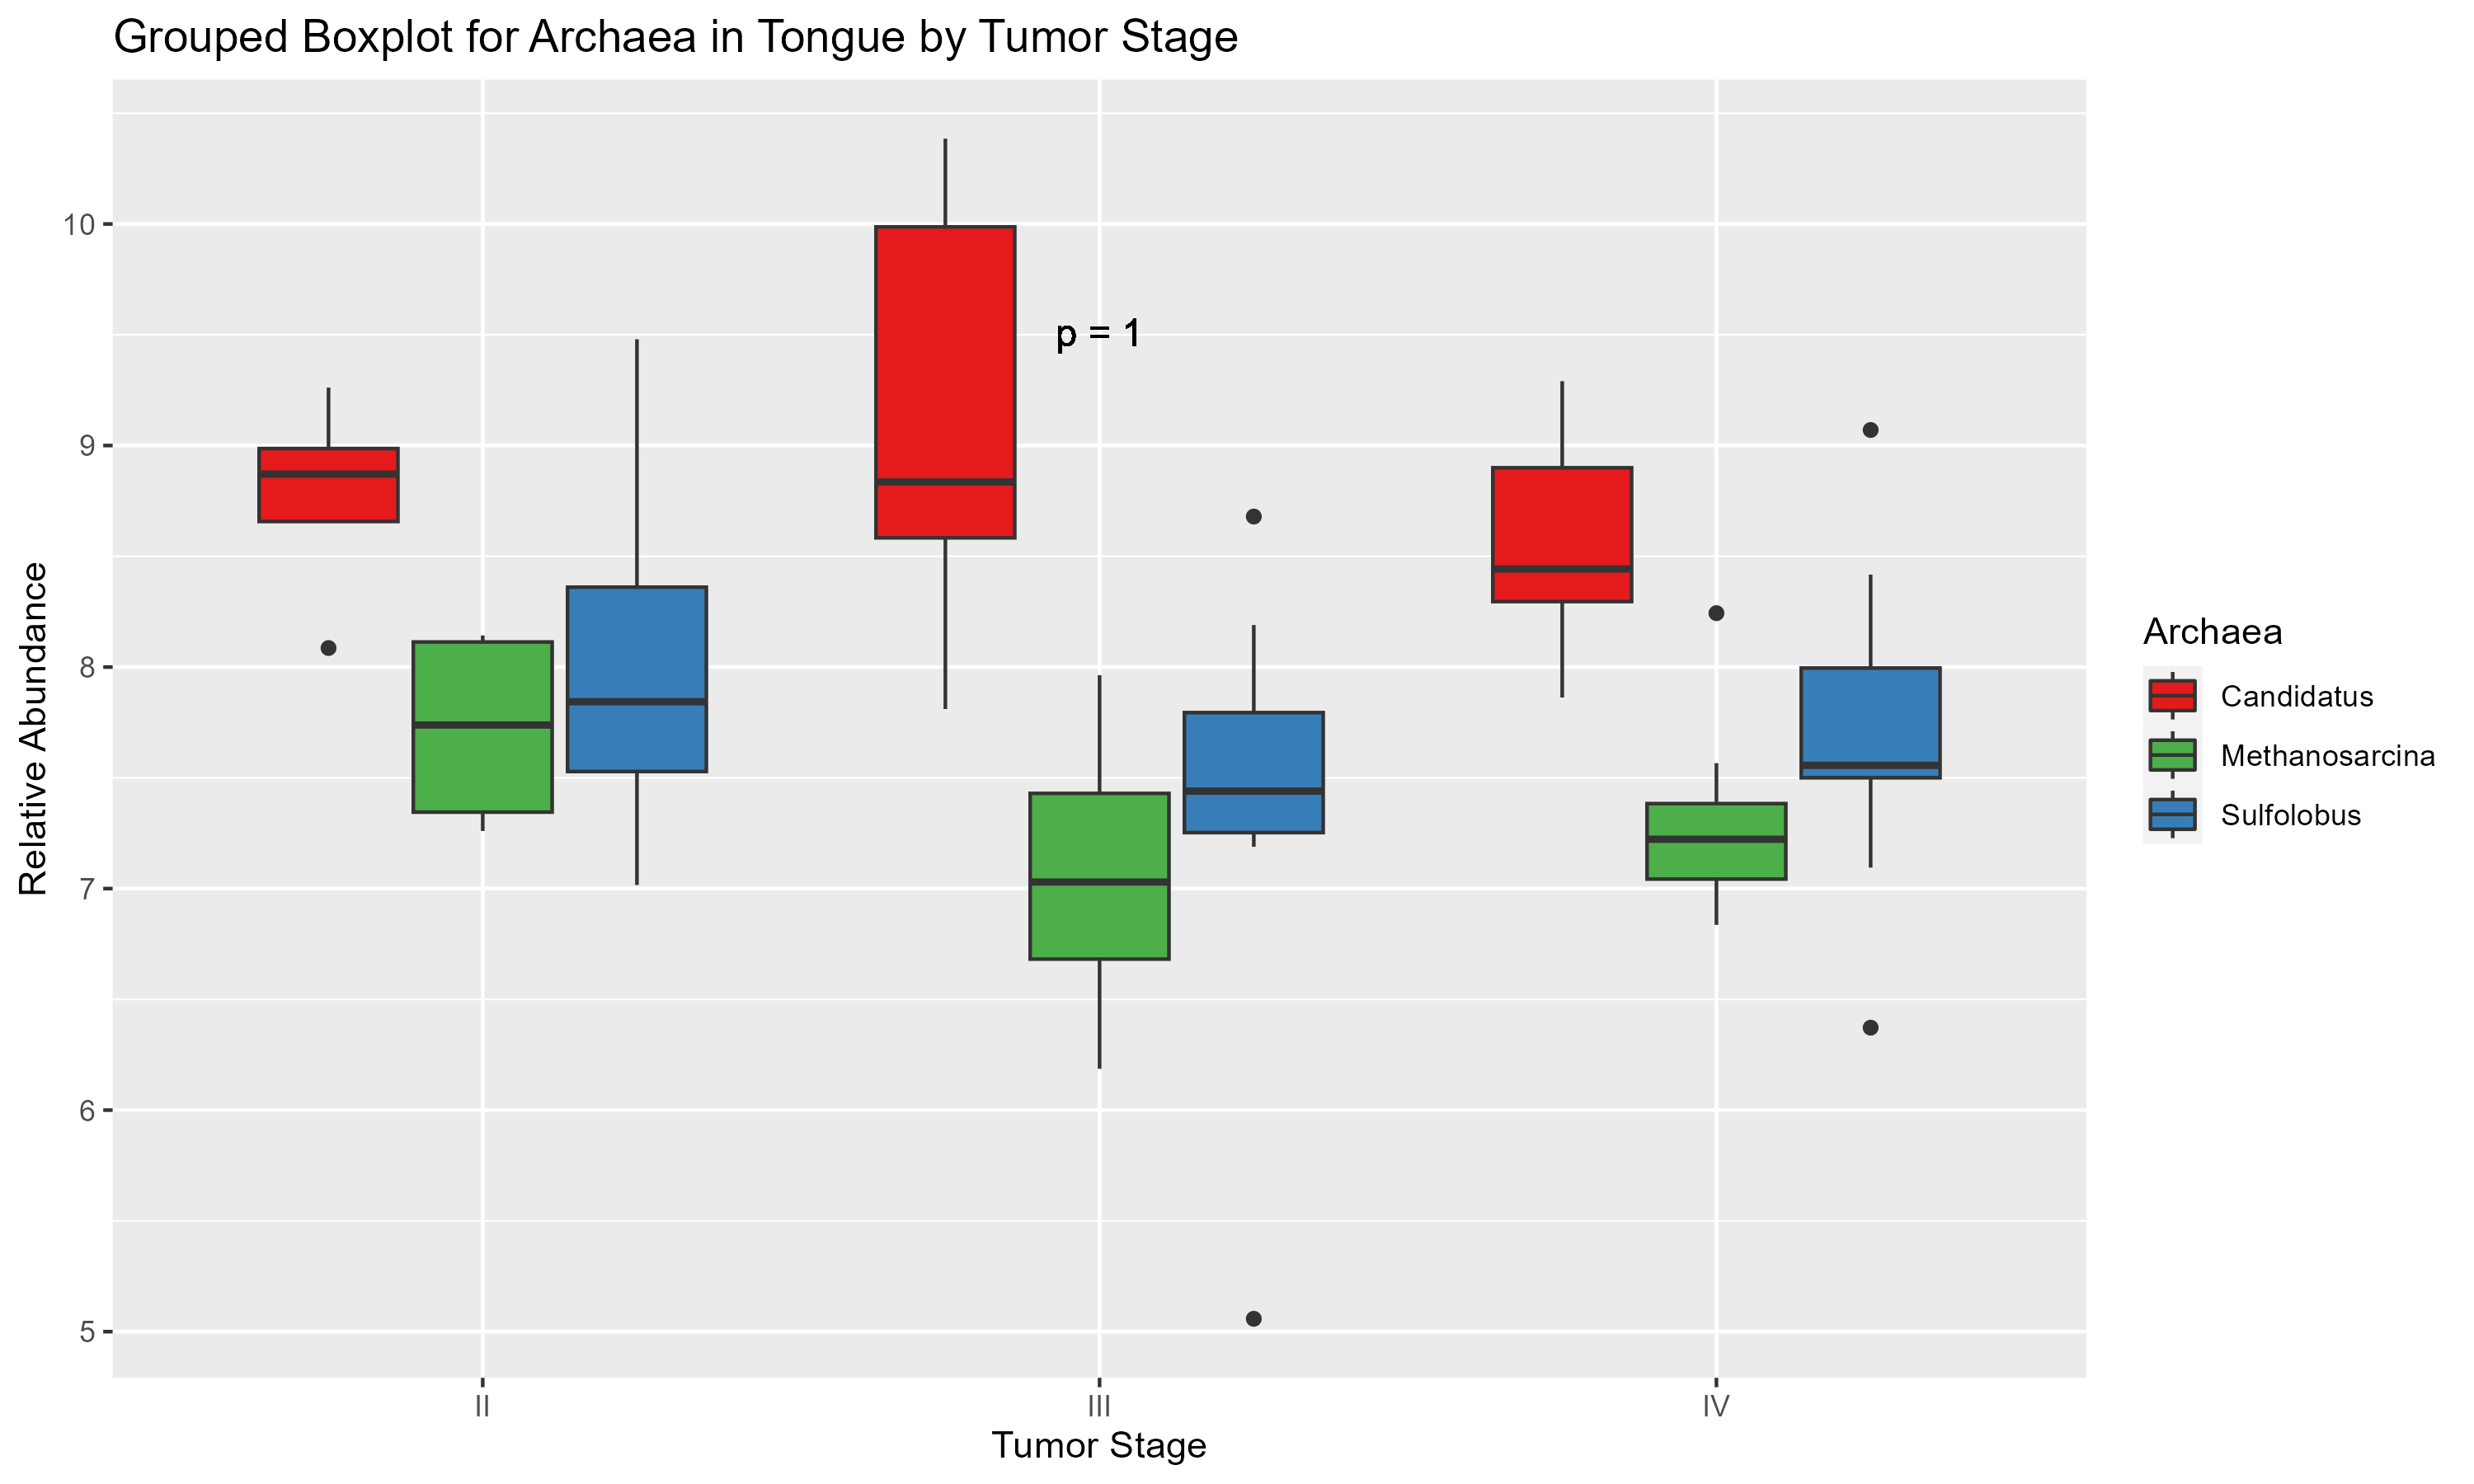 Grouped Boxplot for Archaea in Tongue by Tumor Stage
Relative Abundance
10
9
8
7
6
5
p = 1
II
III
IV
Tumor Stage
Archaea
Candidatus
Methanosarcina
Sulfolobus